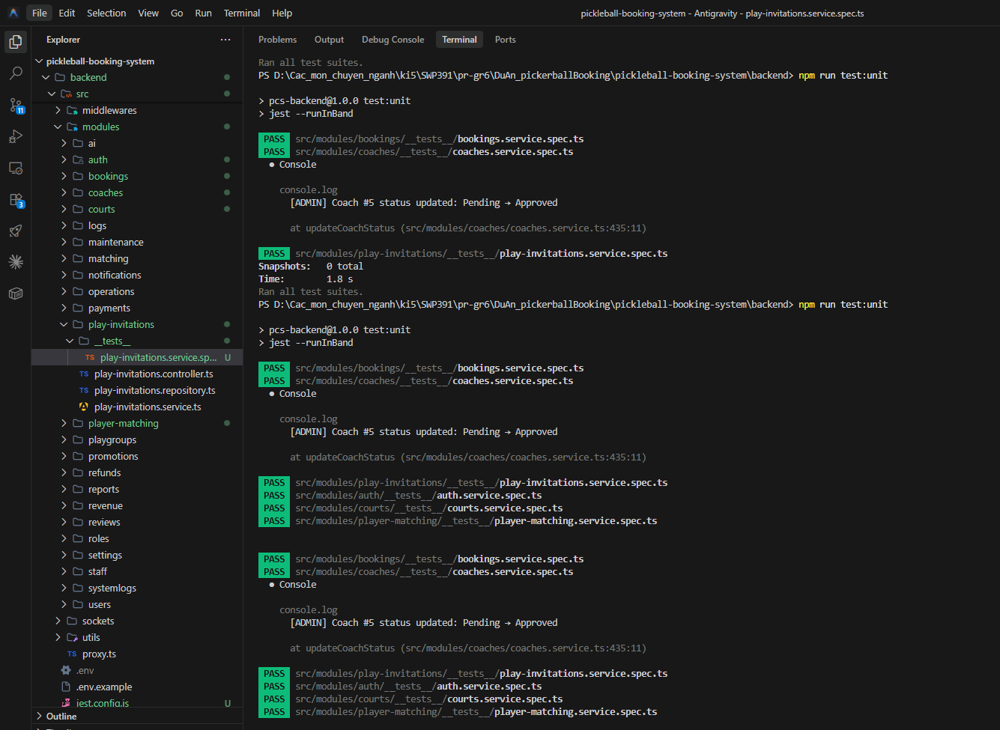 File Edit Selection View Go Run Terminal Help
pickleball-booking-system - Antigravity - play-invitations.service.spec.ts
Explorer
pickleball-booking-system
backend
src
middlewares
modules
ai
auth
bookings
coaches
courts
logs
maintenance
matching
notifications
operations
payments
play-invitations
__tests__
TS play-invitations.service.sp... U
TS play-invitations.controller.ts
TS play-invitations.repository.ts
play-invitations.service.ts
player-matching
playgroups
promotions
refunds
reports
revenue
reviews
roles
settings
staff
systemlogs
users
sockets
utils
TS proxy.ts
.env
.env.example
jest.config.js U
Outline
11
3
Problems Output Debug Console Terminal Ports
Ran all test suites.
PS D:\Cac_mon_chuyen_nganh\ki5\SWP391\pr-gr6\DuAn_pickerballBooking\pickleball-booking-system\backend> npm run test:unit
> pcs-backend@1.0.0 test:unit
> jest --runInBand
PASS src/modules/bookings/__tests__/bookings.service.spec.ts
PASS src/modules/coaches/__tests__/coaches.service.spec.ts
● Console
console.log
[ADMIN] Coach #5 status updated: Pending → Approved
at updateCoachStatus (src/modules/coaches/coaches.service.ts:435:11)
PASS src/modules/play-invitations/__tests__/play-invitations.service.spec.ts
Snapshots: 0 total
Time: 1.8 s
Ran all test suites.
PS D:\Cac_mon_chuyen_nganh\ki5\SWP391\pr-gr6\DuAn_pickerballBooking\pickleball-booking-system\backend> npm run test:unit
> pcs-backend@1.0.0 test:unit
> jest --runInBand
PASS src/modules/bookings/__tests__/bookings.service.spec.ts
PASS src/modules/coaches/__tests__/coaches.service.spec.ts
● Console
console.log
[ADMIN] Coach #5 status updated: Pending → Approved
at updateCoachStatus (src/modules/coaches/coaches.service.ts:435:11)
PASS src/modules/play-invitations/__tests__/play-invitations.service.spec.ts
PASS src/modules/auth/__tests__/auth.service.spec.ts
PASS src/modules/courts/__tests__/courts.service.spec.ts
PASS src/modules/player-matching/__tests__/player-matching.service.spec.ts
PASS src/modules/bookings/__tests__/bookings.service.spec.ts
PASS src/modules/coaches/__tests__/coaches.service.spec.ts
● Console
console.log
[ADMIN] Coach #5 status updated: Pending → Approved
at updateCoachStatus (src/modules/coaches/coaches.service.ts:435:11)
PASS src/modules/play-invitations/__tests__/play-invitations.service.spec.ts
PASS src/modules/auth/__tests__/auth.service.spec.ts
PASS src/modules/courts/__tests__/courts.service.spec.ts
PASS src/modules/player-matching/__tests__/player-matching.service.spec.ts